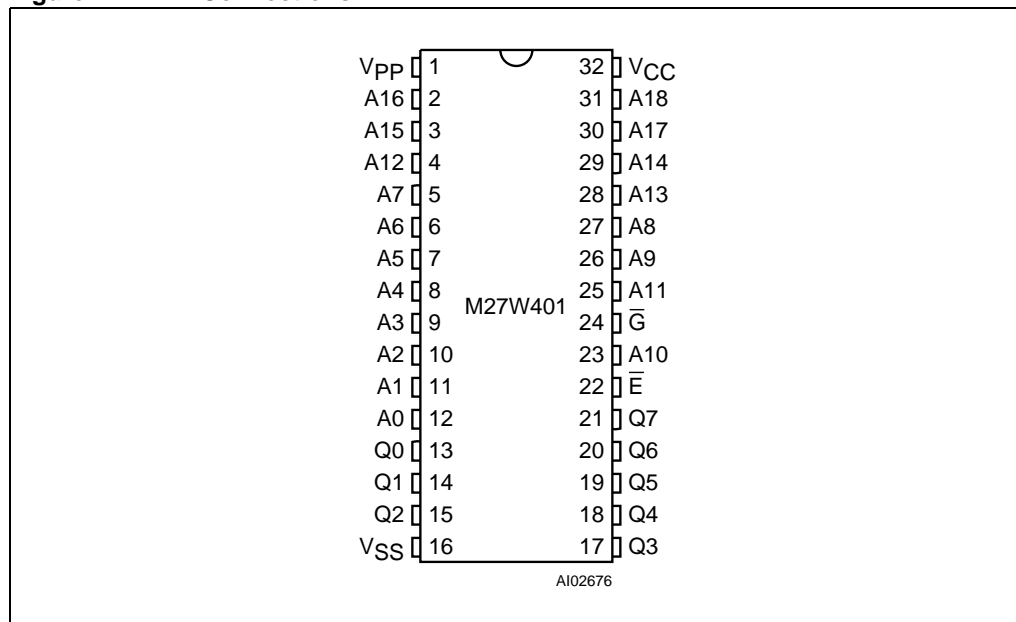 VPP 1 32 VCC
A16 2 31 A18
A15 3 30 A17
A12 4 29 A14
A7 5 28 A13
A6 6 27 A8
A5 7 26 A9
A4 8 25 A11
M27W401
A3 9 24 G̅
A2 10 23 A10
A1 11 22 E̅
A0 12 21 Q7
Q0 13 20 Q6
Q1 14 19 Q5
Q2 15 18 Q4
VSS 16 17 Q3
AI02676